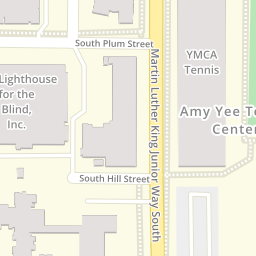 South Plum Street
YMCA
Tennis
Lighthouse
for the
Blind,
Inc.
Martin Luther King Junior Way South
Amy Yee Te
Center
South Hill Street